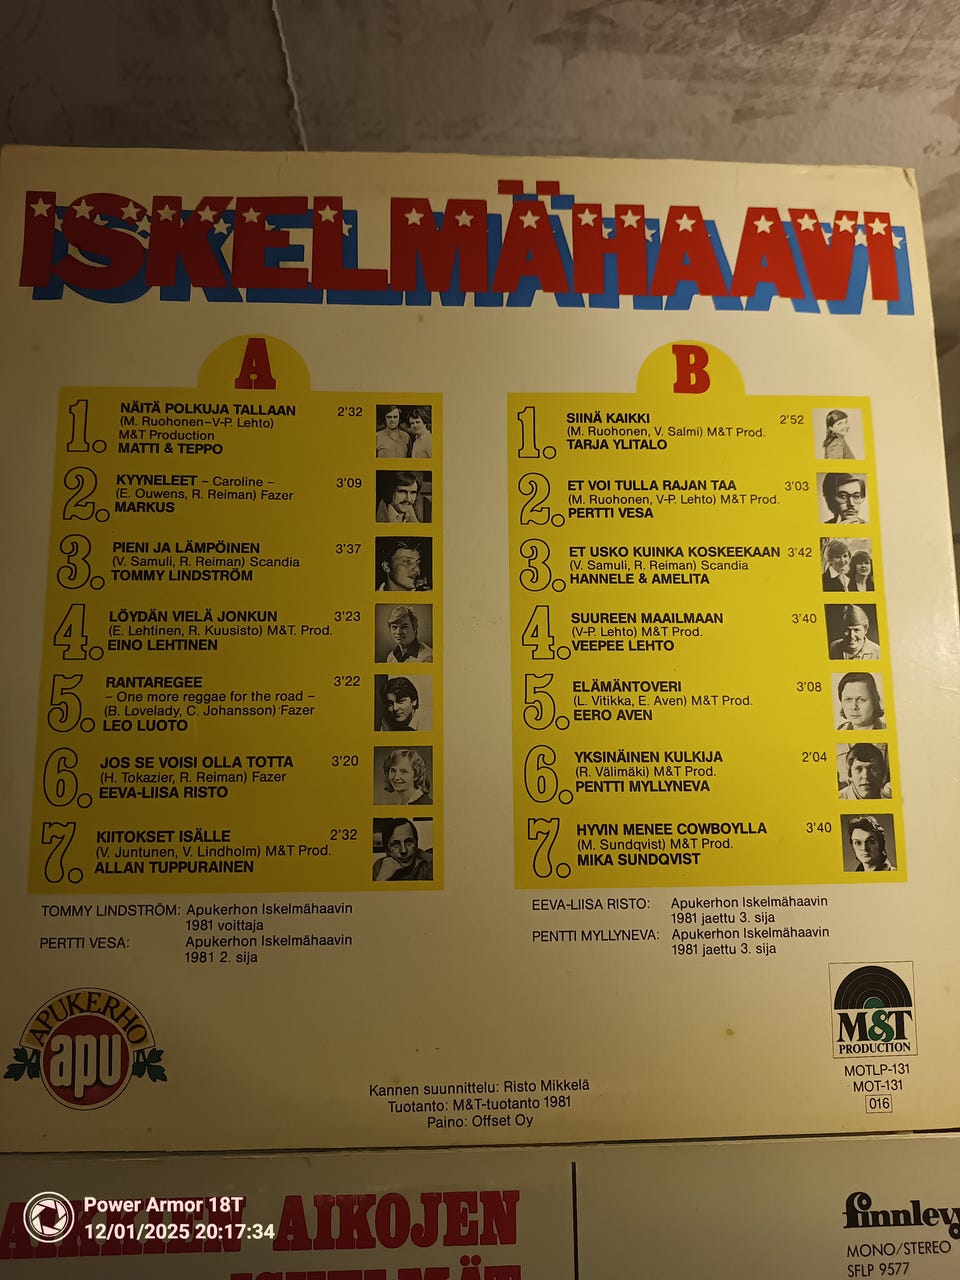 ISKELMÄHAAVI
A
1. NÄITÄ POLKUJA TALLAAN 2'32
(M. Ruohonen–V-P. Lehto)
M&T Production
MATTI & TEPPO
2. KYYNELEET – Caroline – 3'09
(E. Ouwens, R. Reiman) Fazer
MARKUS
3. PIENI JA LÄMPÖINEN 3'37
(V. Samuli, R. Reiman) Scandia
TOMMY LINDSTRÖM
4. LÖYDÄN VIELÄ JONKUN 3'23
(E. Lehtinen, R. Kuusisto) M&T. Prod.
EINO LEHTINEN
5. RANTAREGEE 3'22
– One more reggae for the road –
(B. Lovelady, C. Johansson) Fazer
LEO LUOTO
6. JOS SE VOISI OLLA TOTTA 3'20
(H. Tokazier, R. Reiman) Fazer
EEVA-LIISA RISTO
7. KIITOKSET ISÄLLE 2'32
(V. Juntunen, V. Lindholm) M&T Prod.
ALLAN TUPPURAINEN
B
1. SIINÄ KAIKKI 2'52
(M. Ruohonen, V. Salmi) M&T Prod.
TARJA YLITALO
2. ET VOI TULLA RAJAN TAA 3'03
(M. Ruohonen, V-P. Lehto) M&T Prod.
PERTTI VESA
3. ET USKO KUINKA KOSKEEKAAN 3'42
(V. Samuli, R. Reiman) Scandia
HANNELE & AMELITA
4. SUUREEN MAAILMAAN 3'40
(V-P. Lehto) M&T Prod.
VEEPEE LEHTO
5. ELÄMÄNTOVERI 3'08
(L. Vitikka, E. Aven) M&T Prod.
EERO AVEN
6. YKSINÄINEN KULKIJA 2'04
(R. Välimäki) M&T Prod.
PENTTI MYLLYNEVA
7. HYVIN MENEE COWBOYLLA 3'40
(M. Sundqvist) M&T Prod.
MIKA SUNDQVIST
TOMMY LINDSTRÖM: Apukerhon Iskelmähaavin
1981 voittaja
PERTTI VESA: Apukerhon Iskelmähaavin
1981 2. sija
EEVA-LIISA RISTO: Apukerhon Iskelmähaavin
1981 jaettu 3. sija
PENTTI MYLLYNEVA: Apukerhon Iskelmähaavin
1981 jaettu 3. sija
APUKERHO
apu
M&T
PRODUCTION
MOTLP-131
MOT-131
016
Kannen suunnittelu: Risto Mikkelä
Tuotanto: M&T-tuotanto 1981
Paino: Offset Oy
AIKKIEN AIKOJEN
ISKELMÄT
finnlevy
MONO/STEREO
SFLP 9577
Power Armor 18T
12/01/2025 20:17:34